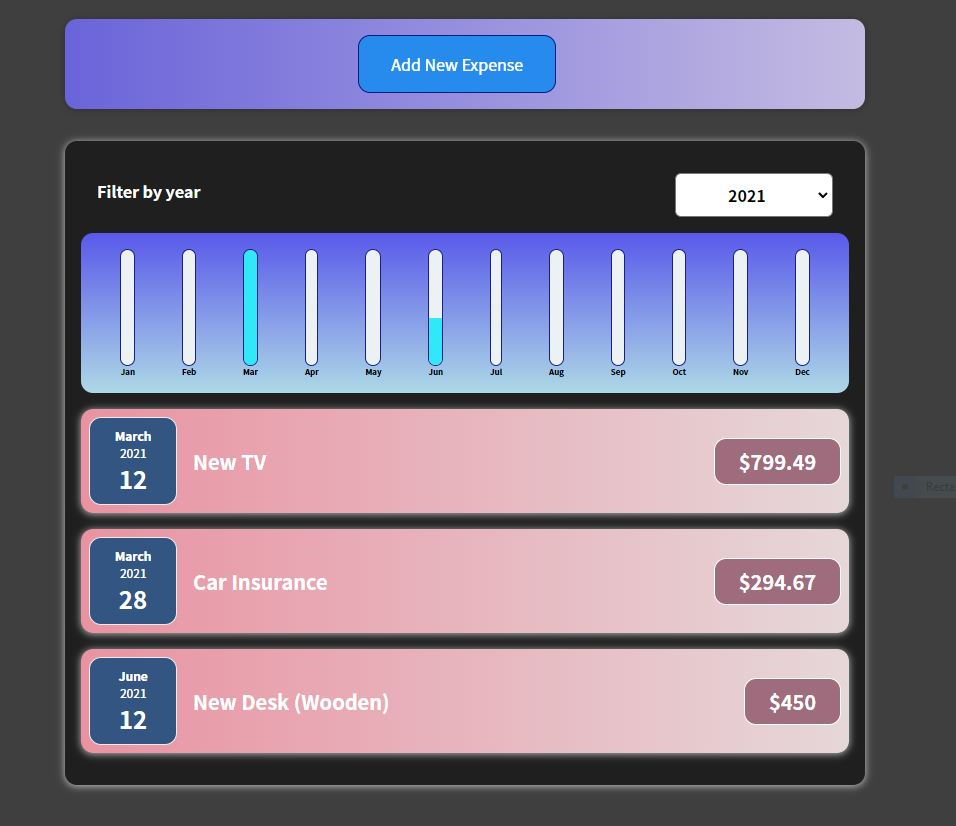 Add New Expense
Filter by year
2021
Jan Feb Mar Apr May Jun Jul Aug Sep Oct Nov Dec
March
2021
12
New TV
$799.49
March
2021
28
Car Insurance
$294.67
June
2021
12
New Desk (Wooden)
$450